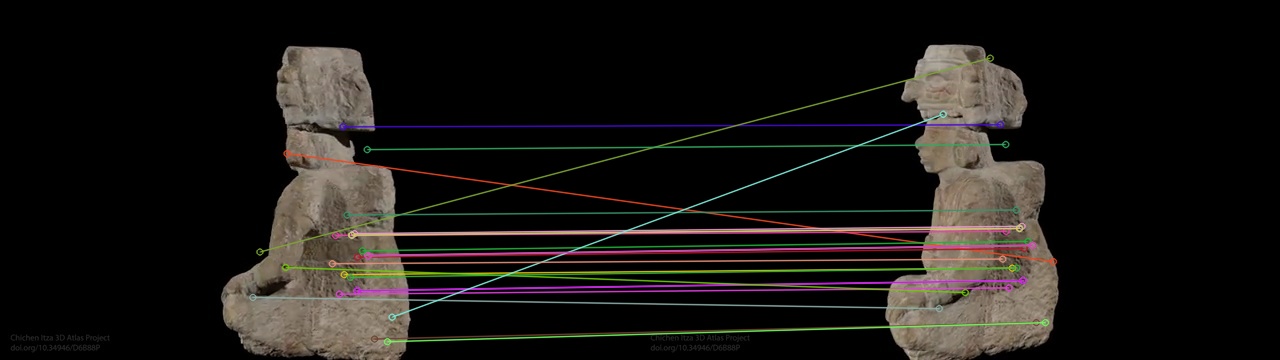 Chichen Itza 3D Atlas Project
doi.org/10.34946/D6B88P
Chichen Itza 3D Atlas Project
doi.org/10.34946/D6B88P